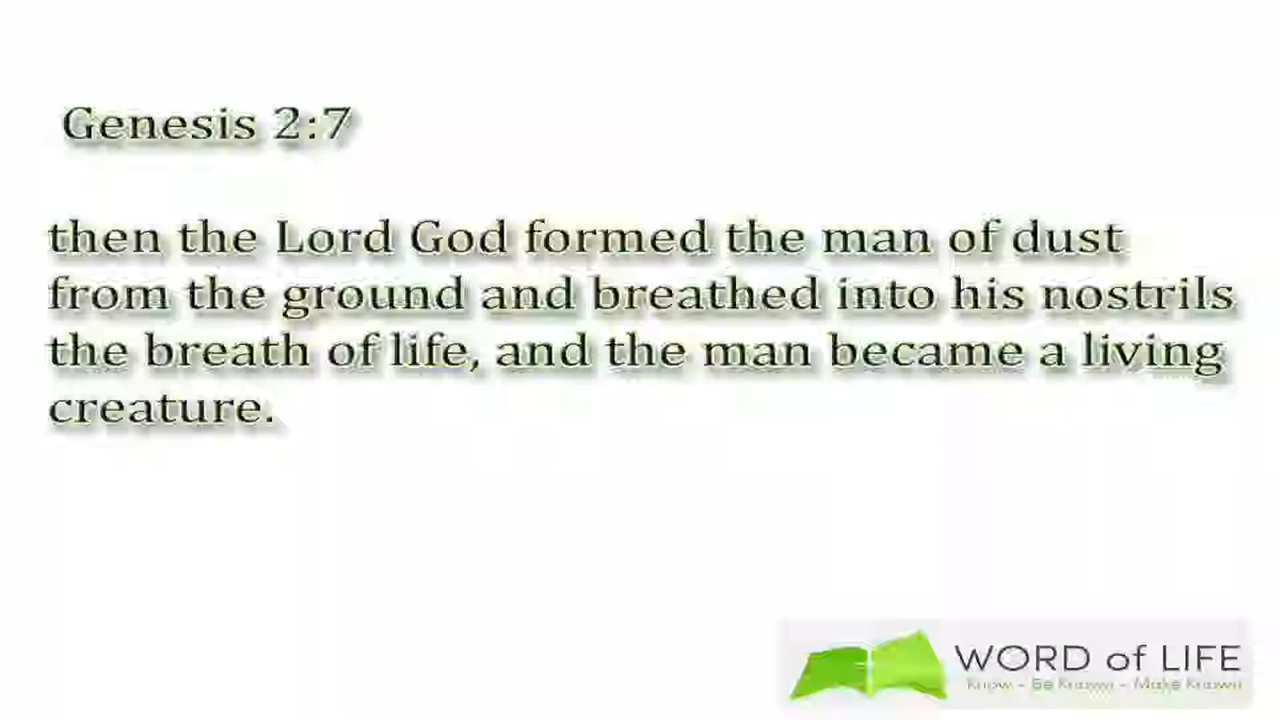 Genesis 2:7
then the Lord God formed the man of dust
from the ground and breathed into his nostrils
the breath of life, and the man became a living
creature.
WORD of LIFE
Know - Be Known - Make Known